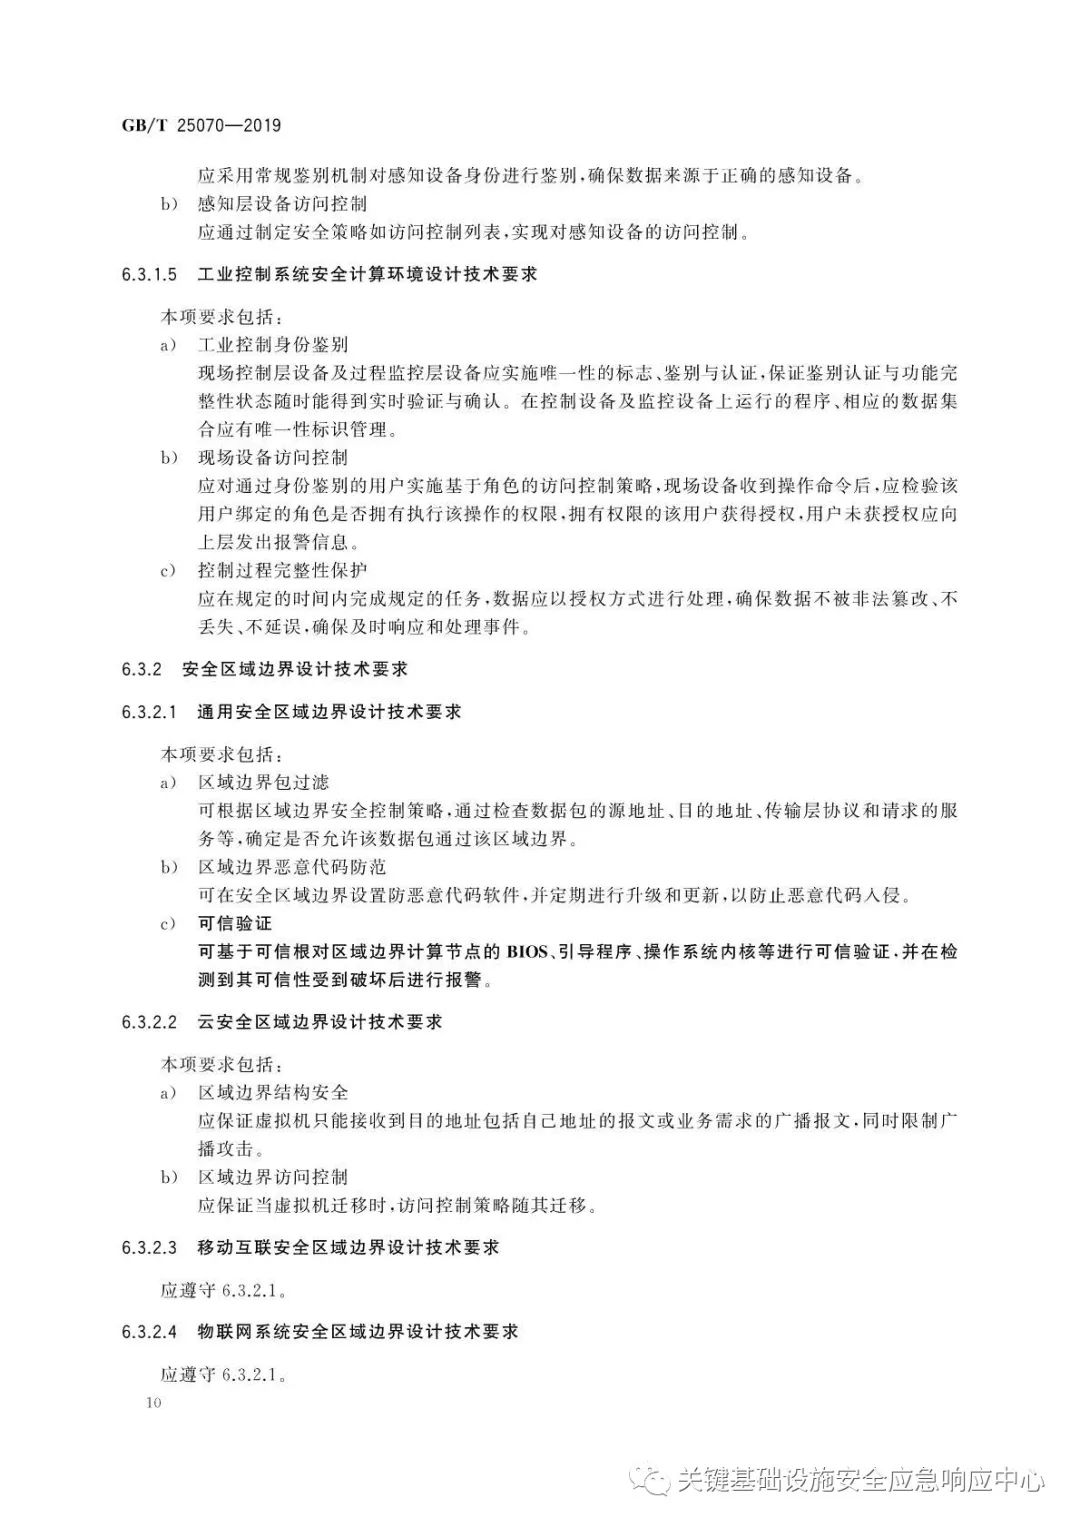 GB/T 25070—2019
应采用常规鉴别机制对感知设备身份进行鉴别,确保数据来源于正确的感知设备。
b) 感知层设备访问控制
应通过制定安全策略如访问控制列表,实现对感知设备的访问控制。
6.3.1.5 工业控制系统安全计算环境设计技术要求
本项要求包括:
a) 工业控制身份鉴别
现场控制层设备及过程监控层设备应实施唯一性的标志、鉴别与认证,保证鉴别认证与功能完
整性状态随时能得到实时验证与确认。在控制设备及监控设备上运行的程序、相应的数据集
合应有唯一性标识管理。
b) 现场设备访问控制
应对通过身份鉴别的用户实施基于角色的访问控制策略,现场设备收到操作命令后,应检验该
用户绑定的角色是否拥有执行该操作的权限,拥有权限的该用户获得授权,用户未获授权应向
上层发出报警信息。
c) 控制过程完整性保护
应在规定的时间内完成规定的任务,数据应以授权方式进行处理,确保数据不被非法篡改、不
丢失、不延误,确保及时响应和处理事件。
6.3.2 安全区域边界设计技术要求
6.3.2.1 通用安全区域边界设计技术要求
本项要求包括:
a) 区域边界包过滤
可根据区域边界安全控制策略,通过检查数据包的源地址、目的地址、传输层协议和请求的服
务等,确定是否允许该数据包通过该区域边界。
b) 区域边界恶意代码防范
可在安全区域边界设置防恶意代码软件,并定期进行升级和更新,以防止恶意代码入侵。
c) 可信验证
可基于可信根对区域边界计算节点的 BIOS、引导程序、操作系统内核等进行可信验证,并在检
测到其可信性受到破坏后进行报警。
6.3.2.2 云安全区域边界设计技术要求
本项要求包括:
a) 区域边界结构安全
应保证虚拟机只能接收到目的地址包括自己地址的报文或业务需求的广播报文,同时限制广
播攻击。
b) 区域边界访问控制
应保证当虚拟机迁移时,访问控制策略随其迁移。
6.3.2.3 移动互联安全区域边界设计技术要求
应遵守 6.3.2.1。
6.3.2.4 物联网系统安全区域边界设计技术要求
应遵守 6.3.2.1。
10
关键基础设施安全应急响应中心